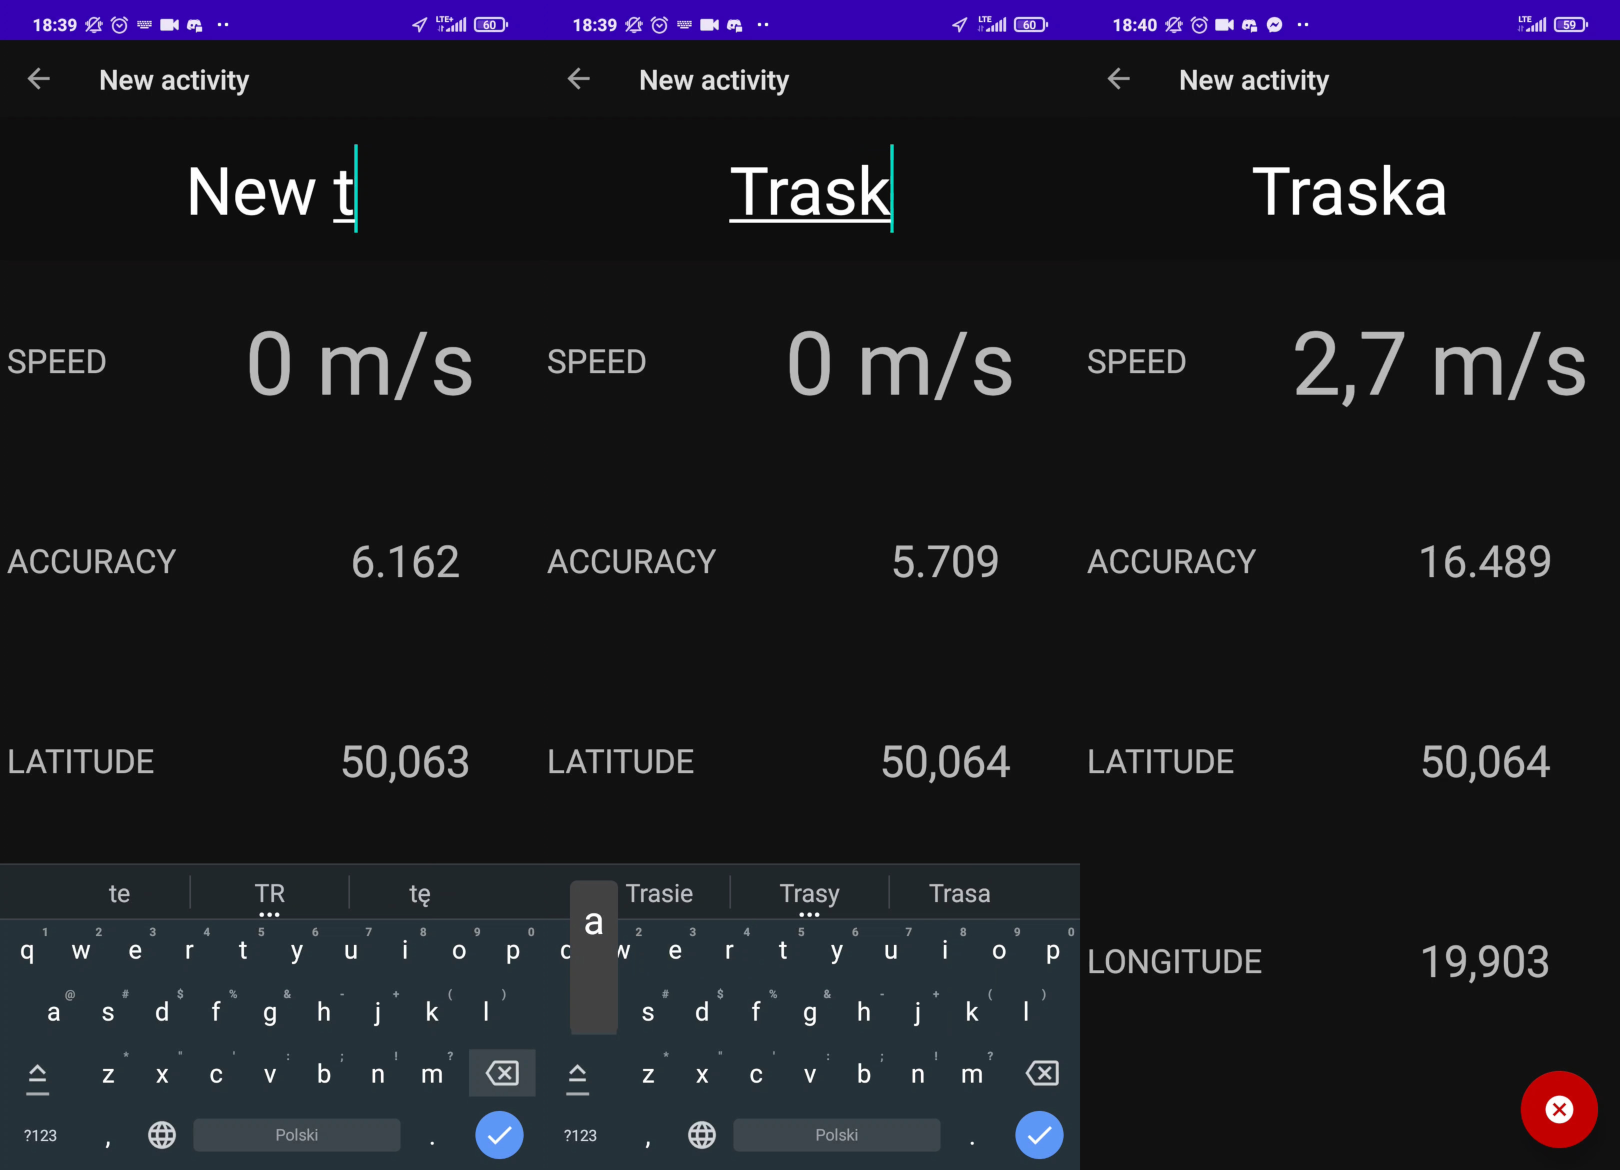 18:39 LTE+ 60
New activity
New t
SPEED 0 m/s
ACCURACY 6.162
LATITUDE 50,063
te TR tę
q 1 w 2 e 3 r 4 t 5 y 6 u 7 i 8 o 9 p 0
a @ s # d $ f % g & h - j + k ( l )
z * x " c ' v : b ; n ! m ?
?123 , Polski .
18:39 LTE 60
New activity
Trask
SPEED 0 m/s
ACCURACY 5.709
LATITUDE 50,064
a Trasie Trasy Trasa
w 2 e 3 r 4 t 5 y 6 u 7 i 8 o 9 p 0
s # d $ f % g & h - j + k ( l )
z * x " c ' v : b ; n ! m ?
?123 , Polski .
18:40 LTE 59
New activity
Traska
SPEED 2,7 m/s
ACCURACY 16.489
LATITUDE 50,064
LONGITUDE 19,903